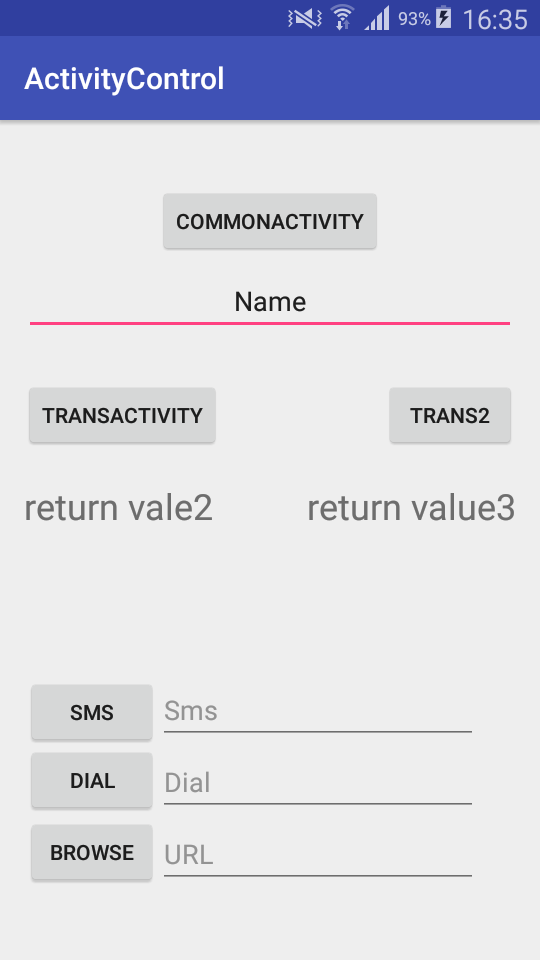 93% 16:35
ActivityControl
COMMONACTIVITY
Name
TRANSACTIVITY TRANS2
return vale2 return value3
SMS Sms
DIAL Dial
BROWSE URL